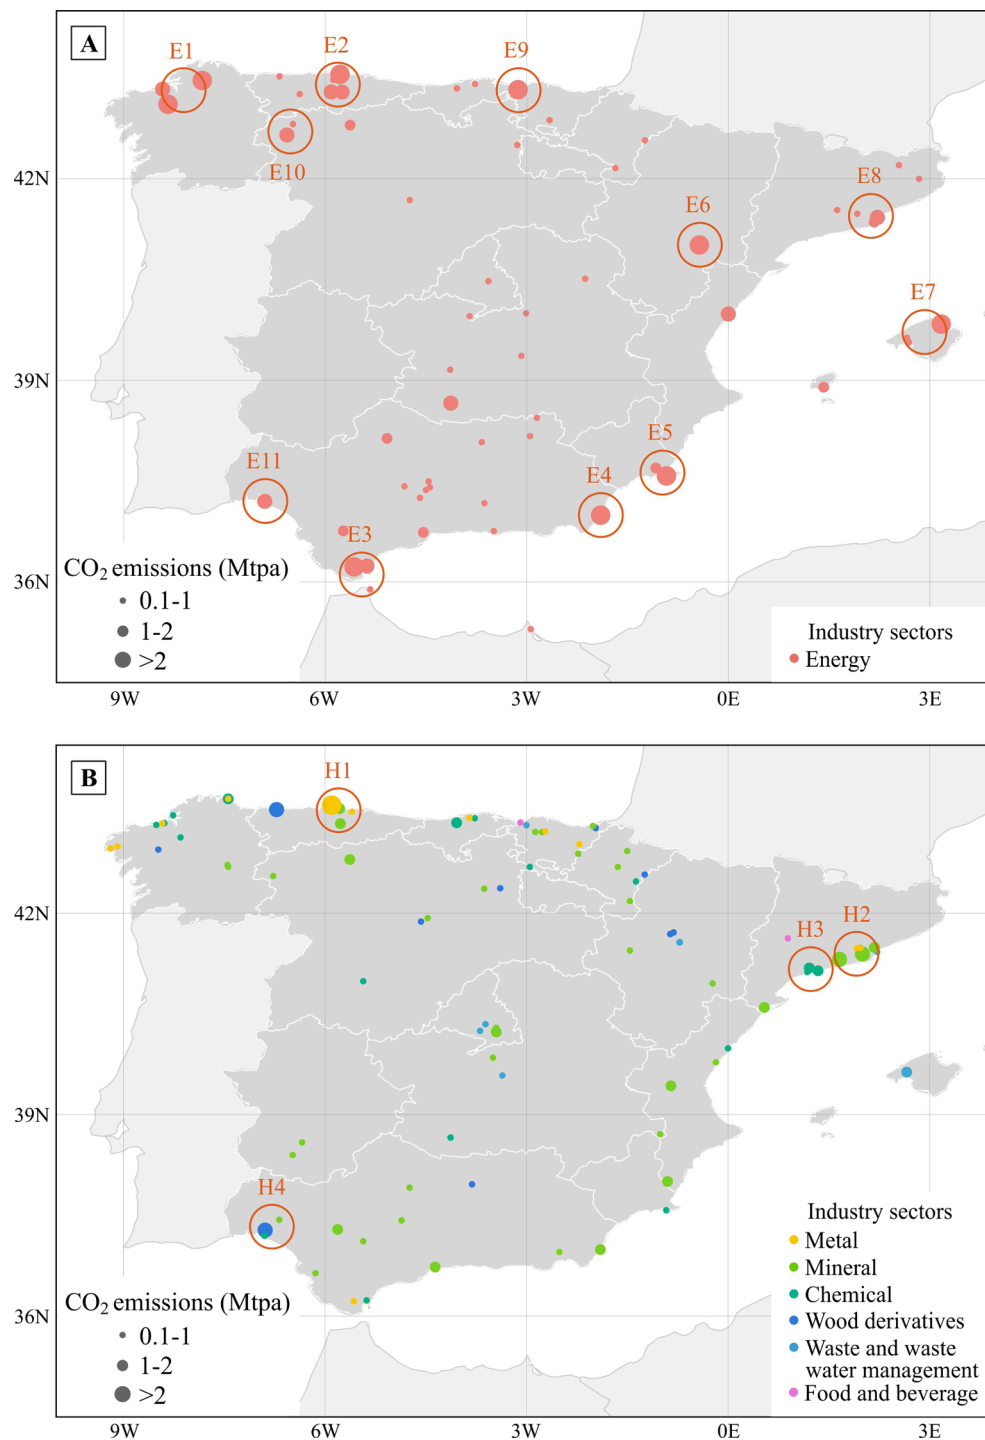 A
E1
E2
E9
E10
42N
E8
E6
E7
39N
E5
E11
E4
E3
CO₂ emissions (Mtpa)
0.1-1
1-2
>2
36N
Industry sectors
Energy
9W
6W
3W
0E
3E
B
H1
42N
H2
H3
39N
H4
Industry sectors
Metal
Mineral
Chemical
Wood derivatives
Waste and waste
water management
Food and beverage
CO₂ emissions (Mtpa)
0.1-1
1-2
>2
36N
9W
6W
3W
0E
3E